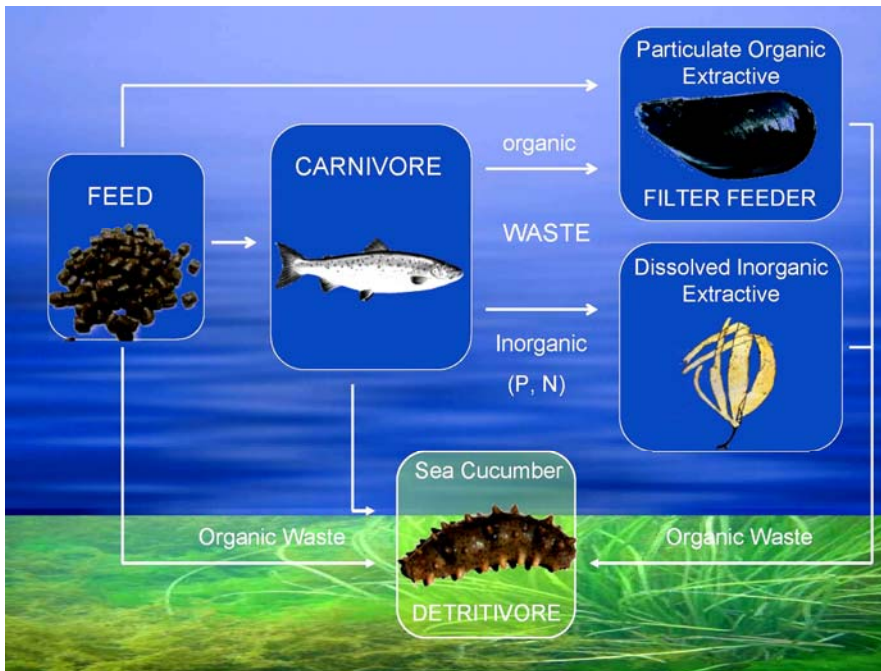 FEED
CARNIVORE
organic
WASTE
Inorganic
(P, N)
Particulate Organic
Extractive
FILTER FEEDER
Dissolved Inorganic
Extractive
Sea Cucumber
Organic Waste
Organic Waste
DETRITIVORE